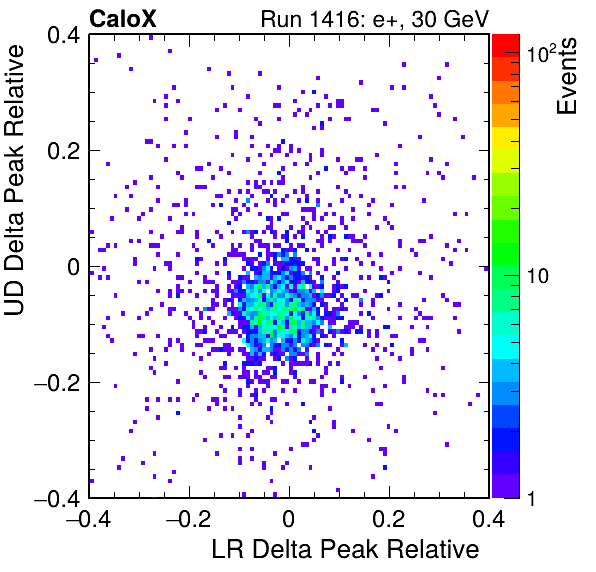 CaloX Run 1416: e+, 30 GeV
0.4
0.2
0
−0.2
−0.4
UD Delta Peak Relative
−0.4 −0.2 0 0.2 0.4
LR Delta Peak Relative
10²
10
1
Events